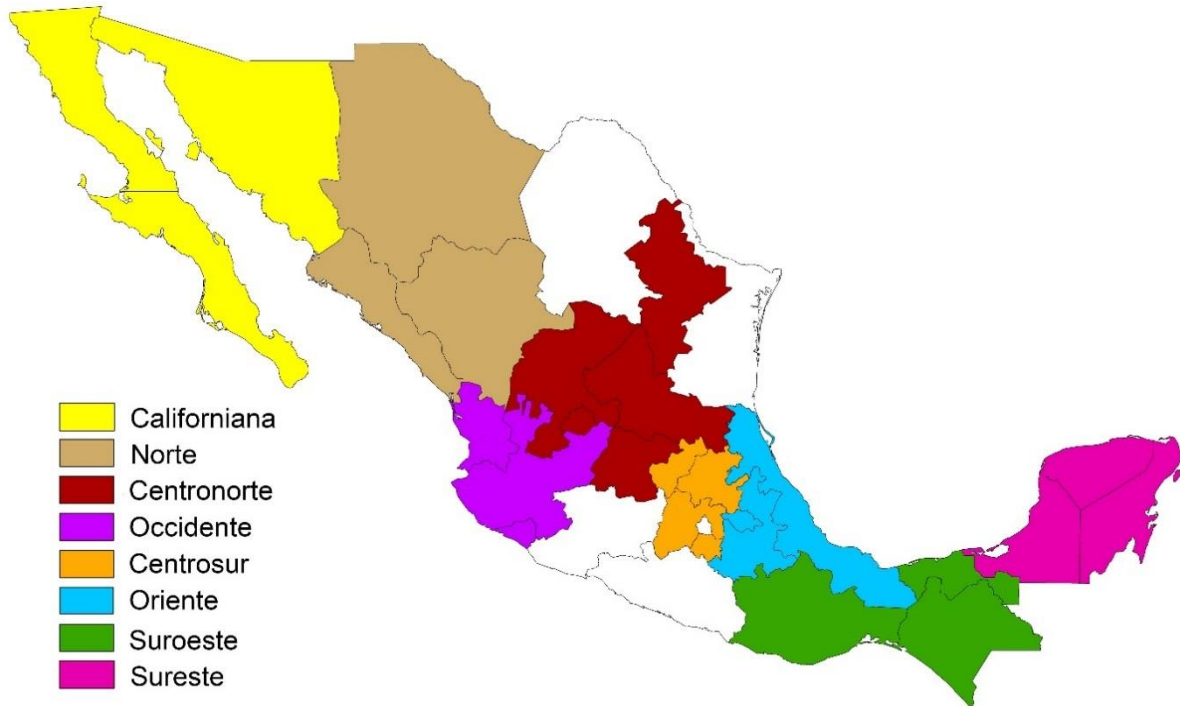 Californiana
Norte
Centronorte
Occidente
Centrosur
Oriente
Suroeste
Sureste